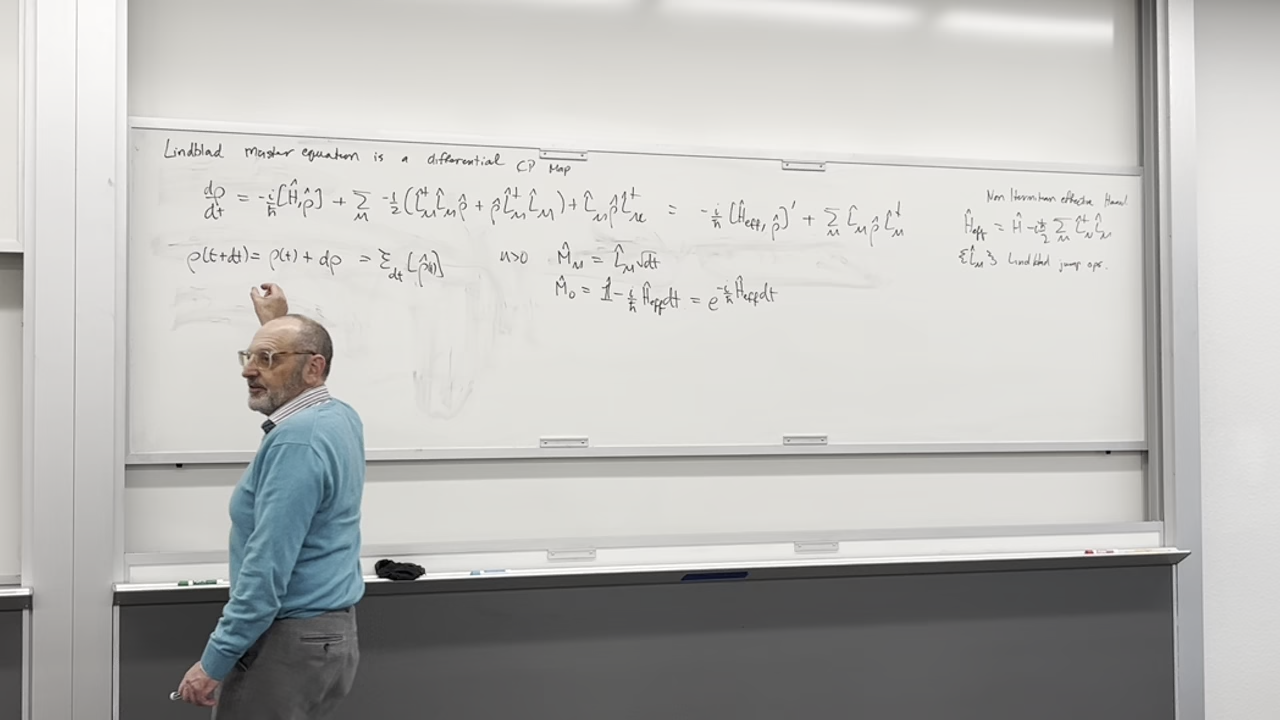 Lindblad master equation is a differential CP Map
dρ/dt = -i/ħ [Ĥ, ρ̂] + Σ_μ -1/2 (L̂†_μ L̂_μ ρ̂ + ρ̂ L̂†_μ L̂_μ) + L̂_μ ρ̂ L̂†_μ = -i/ħ [Ĥ_eff, ρ̂]' + Σ_μ L̂_μ ρ̂ L̂†_μ
ρ(t+dt) = ρ(t) + dρ = Ɛ_dt [ρ̂(t)]
μ>0 M̂_μ = L̂_μ √dt
M̂_0 = 𝟙 - i/ħ Ĥ_eff dt = e^{-i/ħ Ĥ_eff dt}
Non Hermitian effective Hamil
Ĥ_eff = Ĥ - iħ/2 Σ_μ L̂†_μ L̂_μ
{L̂_μ} Lindblad jump ops.